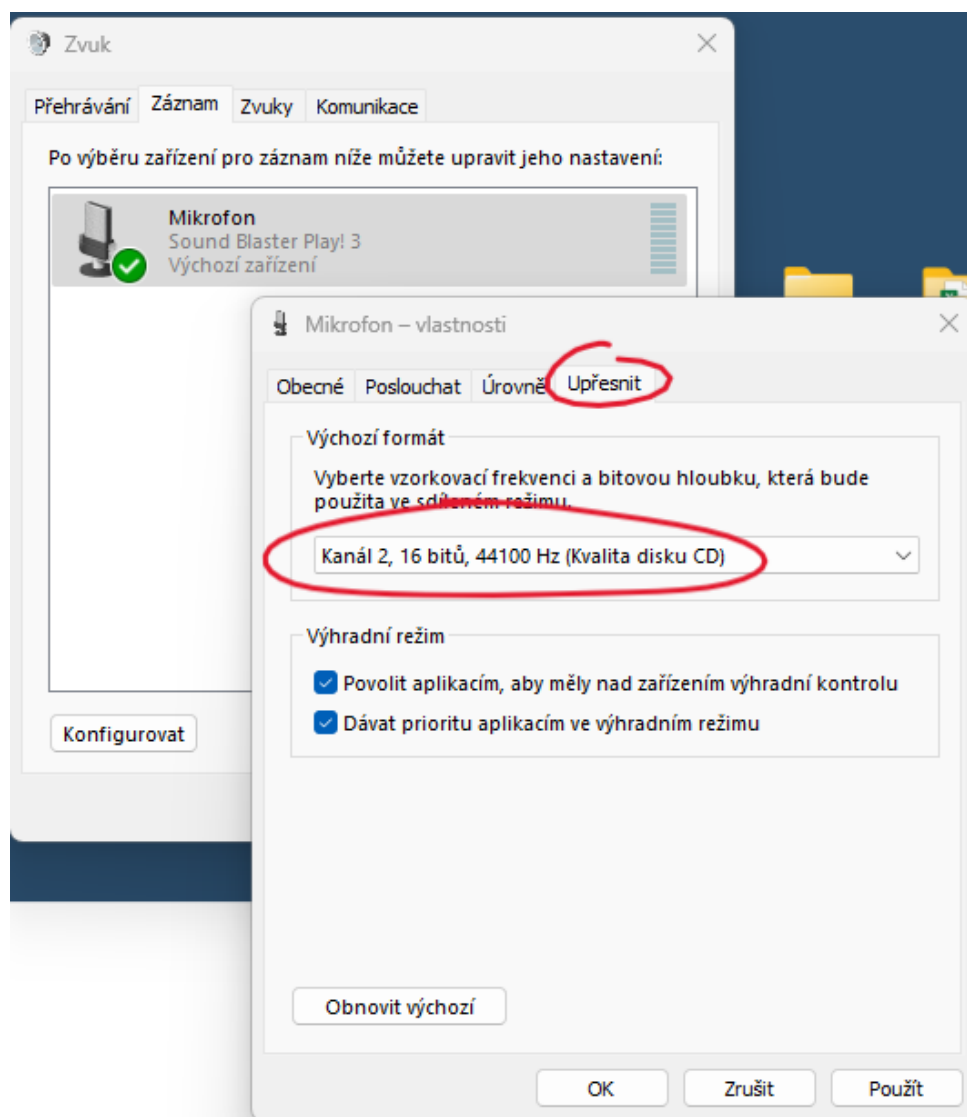 Zvuk
Přehrávání Záznam Zvuky Komunikace
Po výběru zařízení pro záznam níže můžete upravit jeho nastavení:
Mikrofon
Sound Blaster Play! 3
Výchozí zařízení
Mikrofon – vlastnosti
Obecné Poslouchat Úrovně Upřesnit
Výchozí formát
Vyberte vzorkovací frekvenci a bitovou hloubku, která bude
použita ve sdíleném režimu.
Kanál 2, 16 bitů, 44100 Hz (Kvalita disku CD)
Výhradní režim
Povolit aplikacím, aby měly nad zařízením výhradní kontrolu
Dávat prioritu aplikacím ve výhradním režimu
Konfigurovat
Obnovit výchozí
OK Zrušit Použít